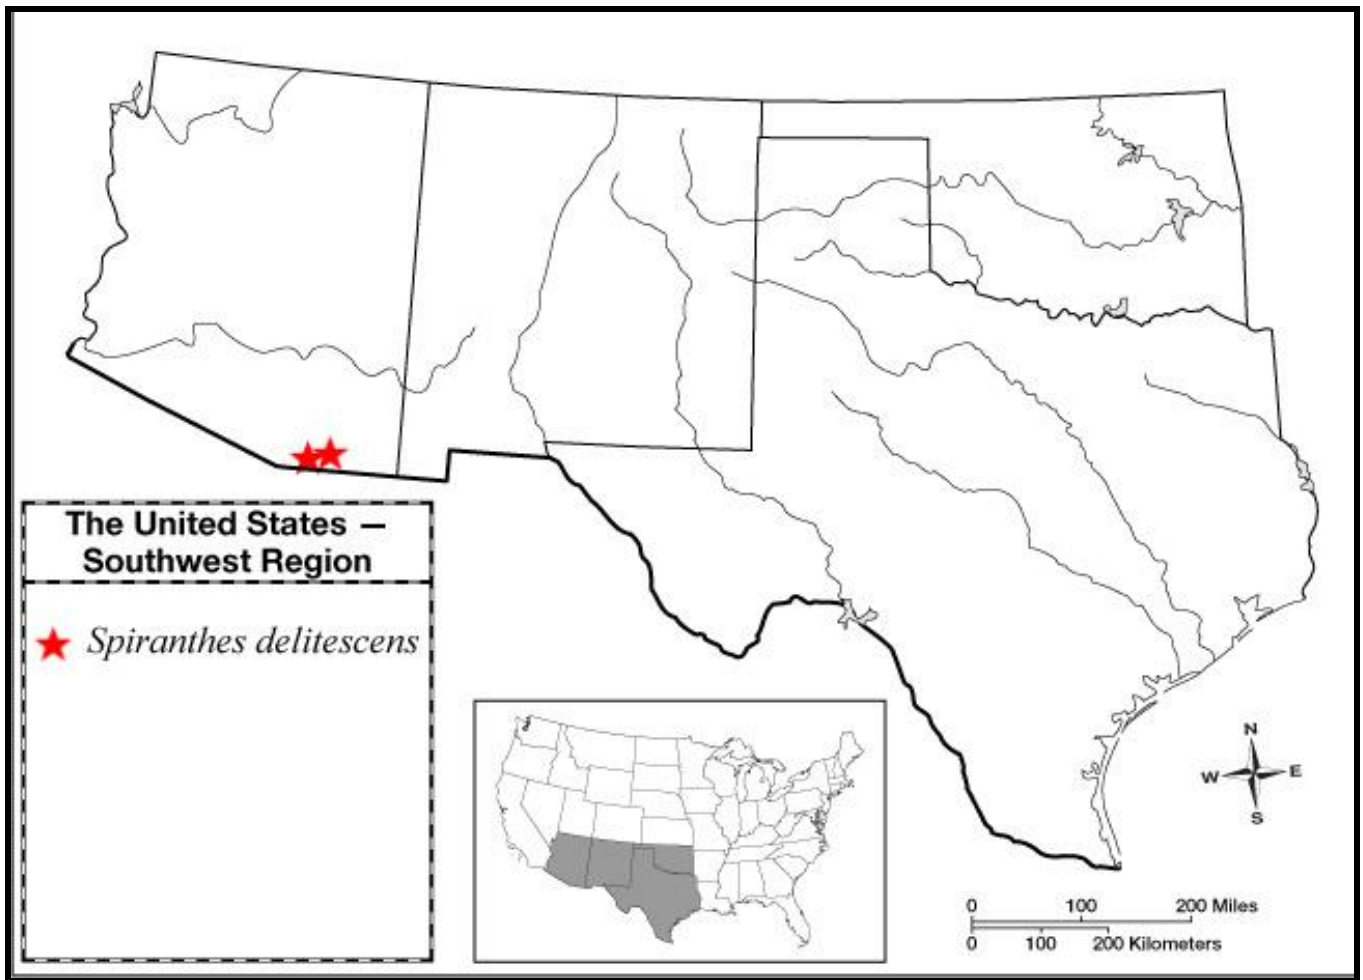 The United States —
Southwest Region
Spiranthes delitescens
N
W E
S
0 100 200 Miles
0 100 200 Kilometers